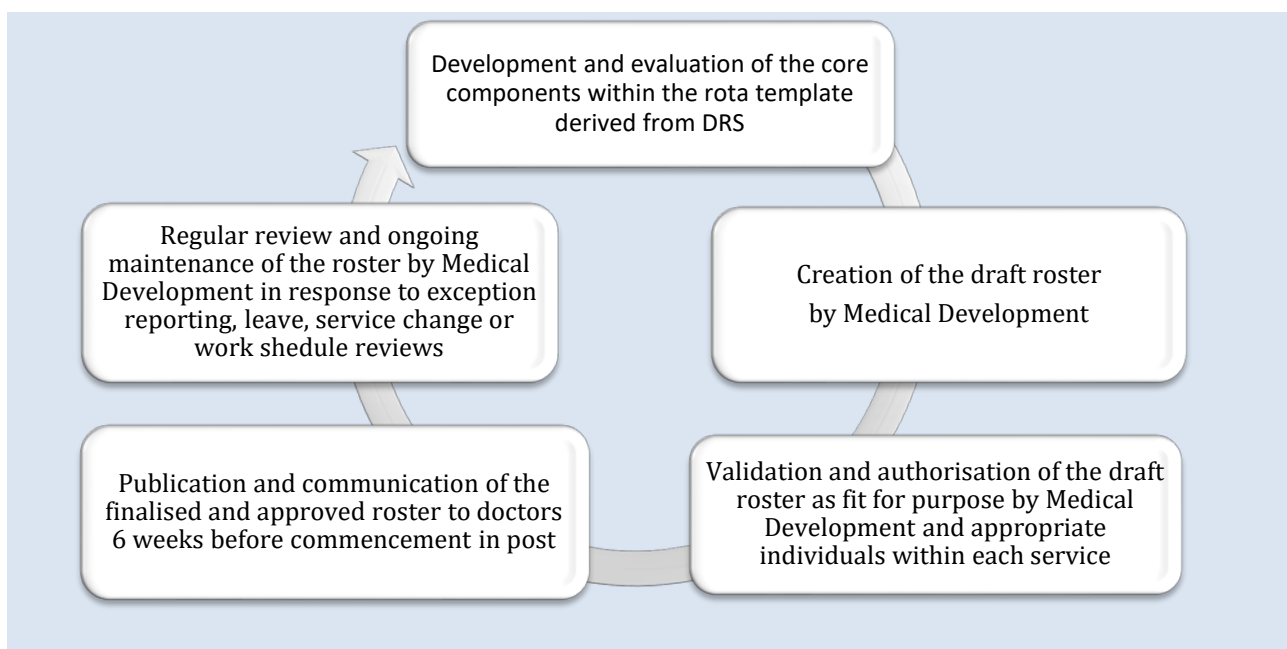 Development and evaluation of the core
components within the rota template
derived from DRS
Creation of the draft roster
by Medical Development
Validation and authorisation of the draft
roster as fit for purpose by Medical
Development and appropriate
individuals within each service
Publication and communication of the
finalised and approved roster to doctors
6 weeks before commencement in post
Regular review and ongoing
maintenance of the roster by Medical
Development in response to exception
reporting, leave, service change or
work shedule reviews